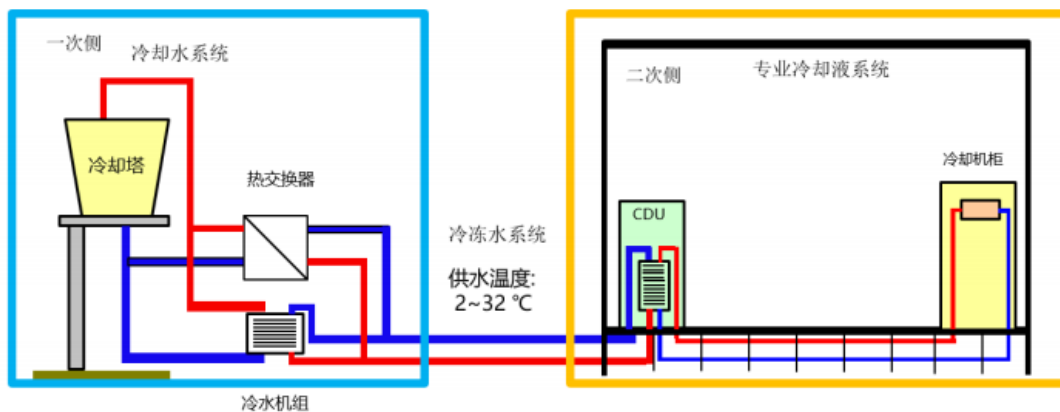 一次侧
冷却水系统
冷却塔
热交换器
冷水机组
冷冻水系统
供水温度:
2~32 ℃
二次侧
专业冷却液系统
CDU
冷却机柜